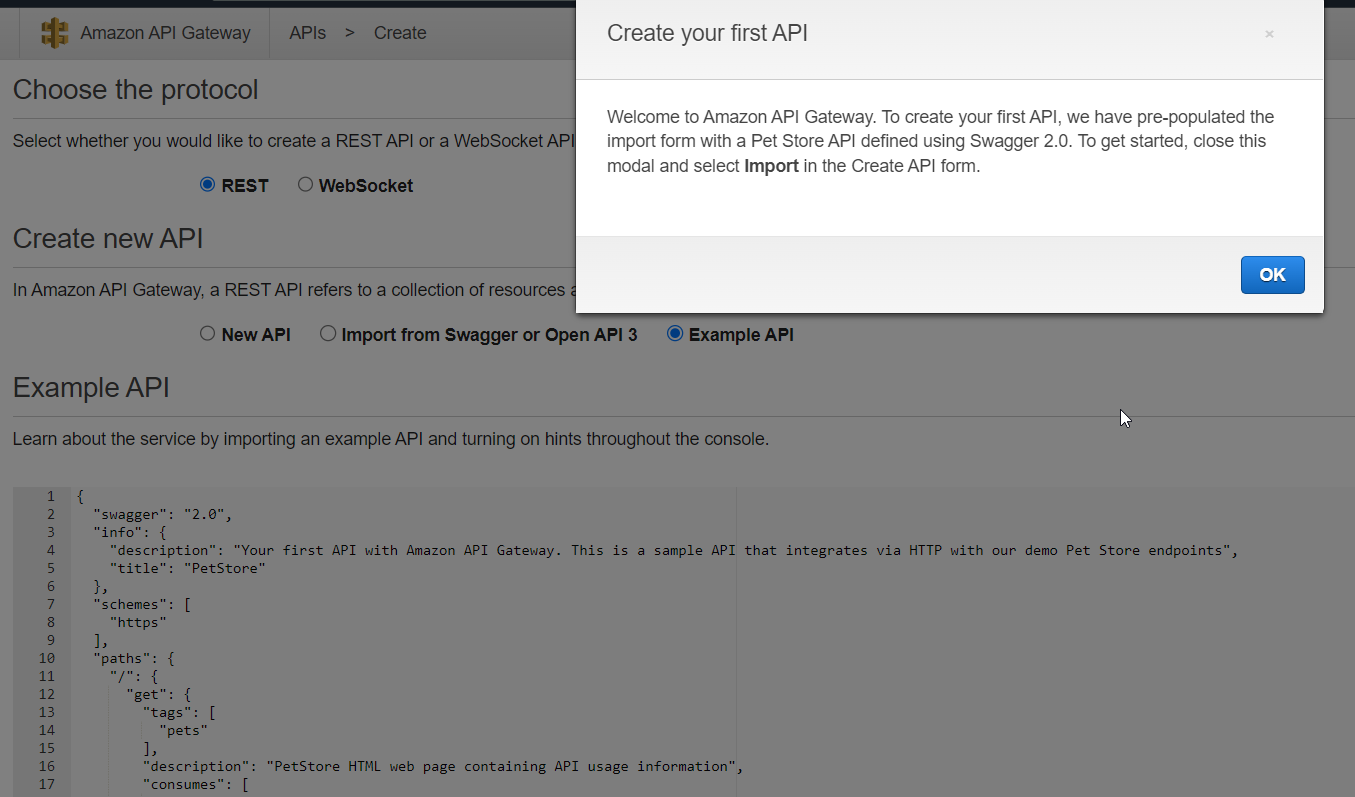 Amazon API Gateway APIs > Create
Create your first API ×
Welcome to Amazon API Gateway. To create your first API, we have pre-populated the
import form with a Pet Store API defined using Swagger 2.0. To get started, close this
modal and select Import in the Create API form.
OK
Choose the protocol
Select whether you would like to create a REST API or a WebSocket API
REST WebSocket
Create new API
In Amazon API Gateway, a REST API refers to a collection of resources
New API Import from Swagger or Open API 3 Example API
Example API
Learn about the service by importing an example API and turning on hints throughout the console.
1 {
2 "swagger": "2.0",
3 "info": {
4 "description": "Your first API with Amazon API Gateway. This is a sample API that integrates via HTTP with our demo Pet Store endpoints",
5 "title": "PetStore"
6 },
7 "schemes": [
8 "https"
9 ],
10 "paths": {
11 "/": {
12 "get": {
13 "tags": [
14 "pets"
15 ],
16 "description": "PetStore HTML web page containing API usage information",
17 "consumes": [